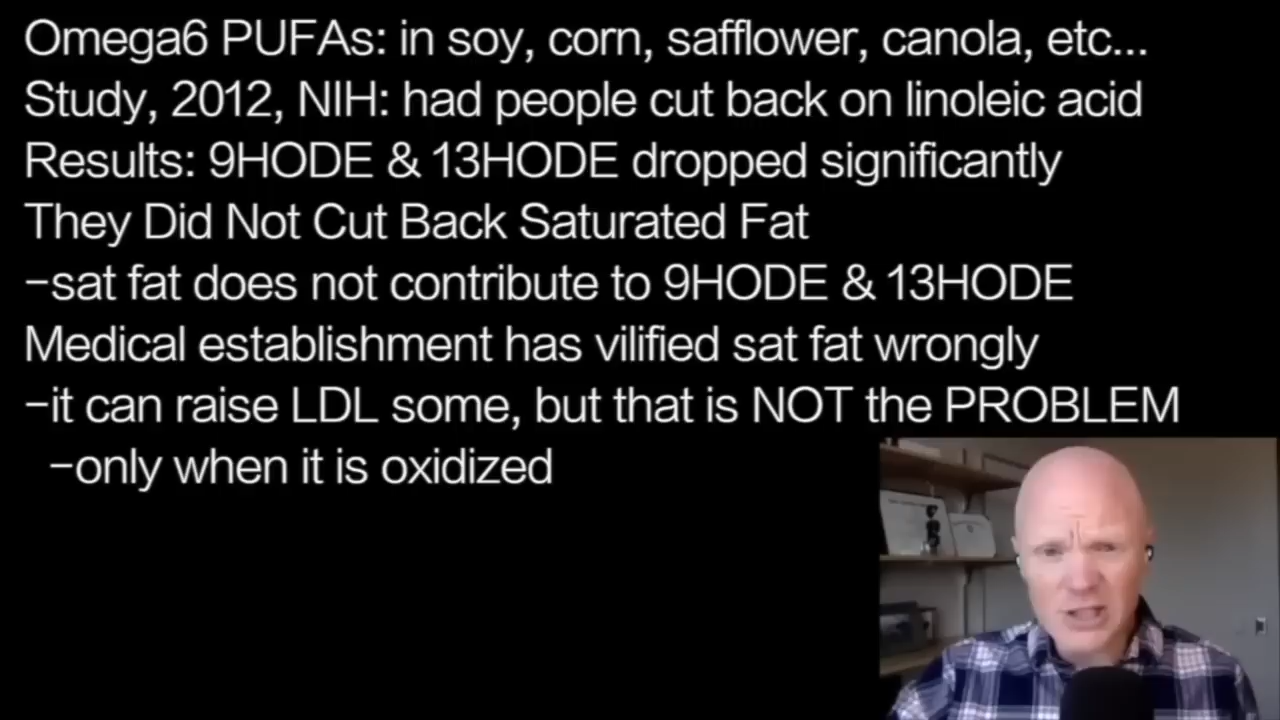 Omega6 PUFAs: in soy, corn, safflower, canola, etc...
Study, 2012, NIH: had people cut back on linoleic acid
Results: 9HODE & 13HODE dropped significantly
They Did Not Cut Back Saturated Fat
−sat fat does not contribute to 9HODE & 13HODE
Medical establishment has vilified sat fat wrongly
−it can raise LDL some, but that is NOT the PROBLEM
−only when it is oxidized